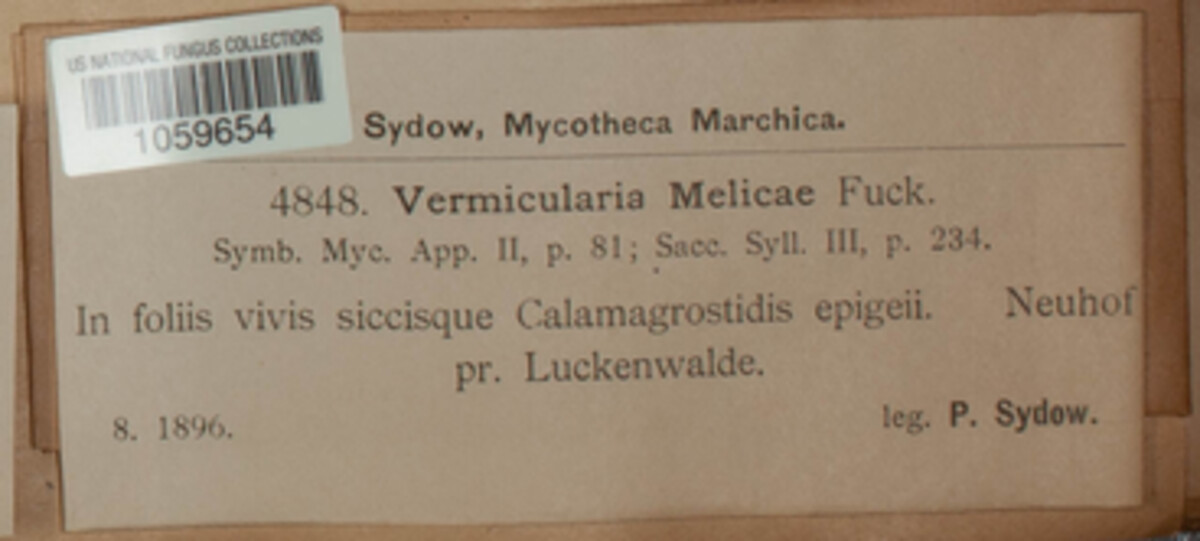 US NATIONAL FUNGUS COLLECTIONS
1059654
Sydow, Mycotheca Marchica.
4848. Vermicularia Melicae Fuck.
Symb. Myc. App. II, p. 81; Sacc. Syll. III, p. 234.
In foliis vivis siccisque Calamagrostidis epigeii. Neuhof
pr. Luckenwalde.
8. 1896. leg. P. Sydow.